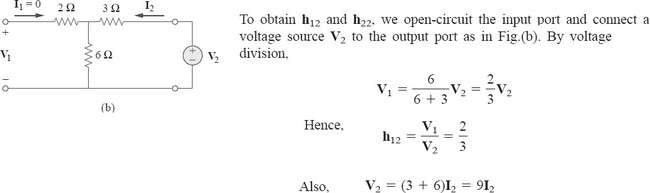 I₁ = 0 2 Ω 3 Ω I₂
+
V₁
−
6 Ω
+
−
V₂
(b)
To obtain h₁₂ and h₂₂, we open-circuit the input port and connect a
voltage source V₂ to the output port as in Fig.(b). By voltage
division,
V₁ = 6/(6 + 3) V₂ = 2/3 V₂
Hence, h₁₂ = V₁/V₂ = 2/3
Also, V₂ = (3 + 6)I₂ = 9I₂